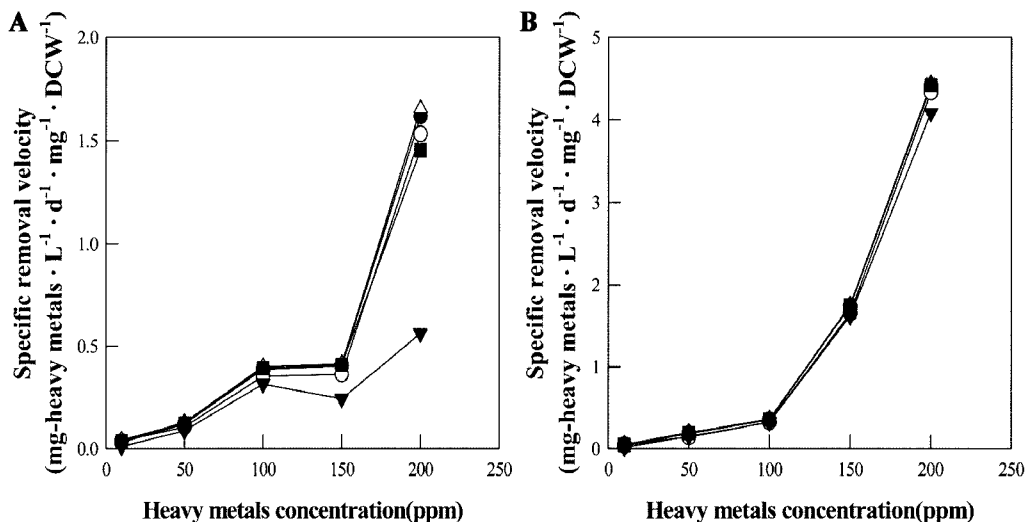 A
Specific removal velocity
(mg-heavy metals · L⁻¹ · d⁻¹ · mg⁻¹ · DCW⁻¹)
2.0
1.5
1.0
0.5
0.0
0 50 100 150 200 250
Heavy metals concentration(ppm)
B
Specific removal velocity
(mg-heavy metals · L⁻¹ · d⁻¹ · mg⁻¹ · DCW⁻¹)
5
4
3
2
1
0
0 50 100 150 200 250
Heavy metals concentration(ppm)